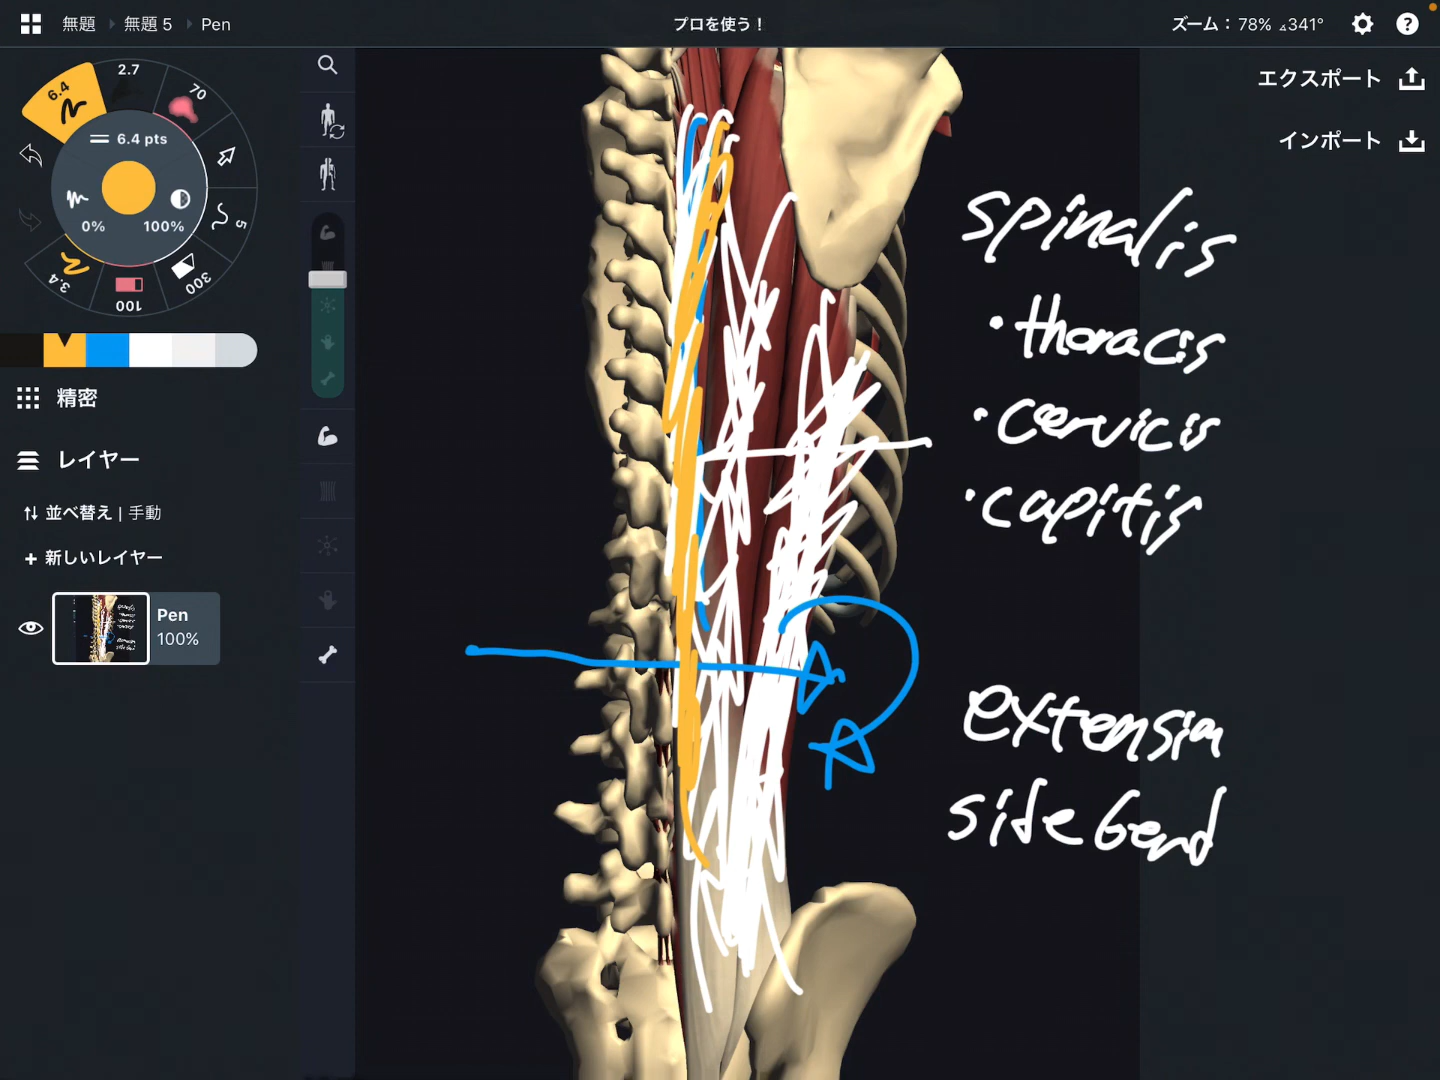 無題 無題 5 Pen
プロを使う！
ズーム：78% ⊿341°
エクスポート
インポート
2.7
6.4
70
6.4 pts
0% 100%
5
3.4
100
300
精密
レイヤー
並べ替え | 手動
+ 新しいレイヤー
Pen
100%
spinalis
・thoracis
・cervicis
・capitis
extension
side bend